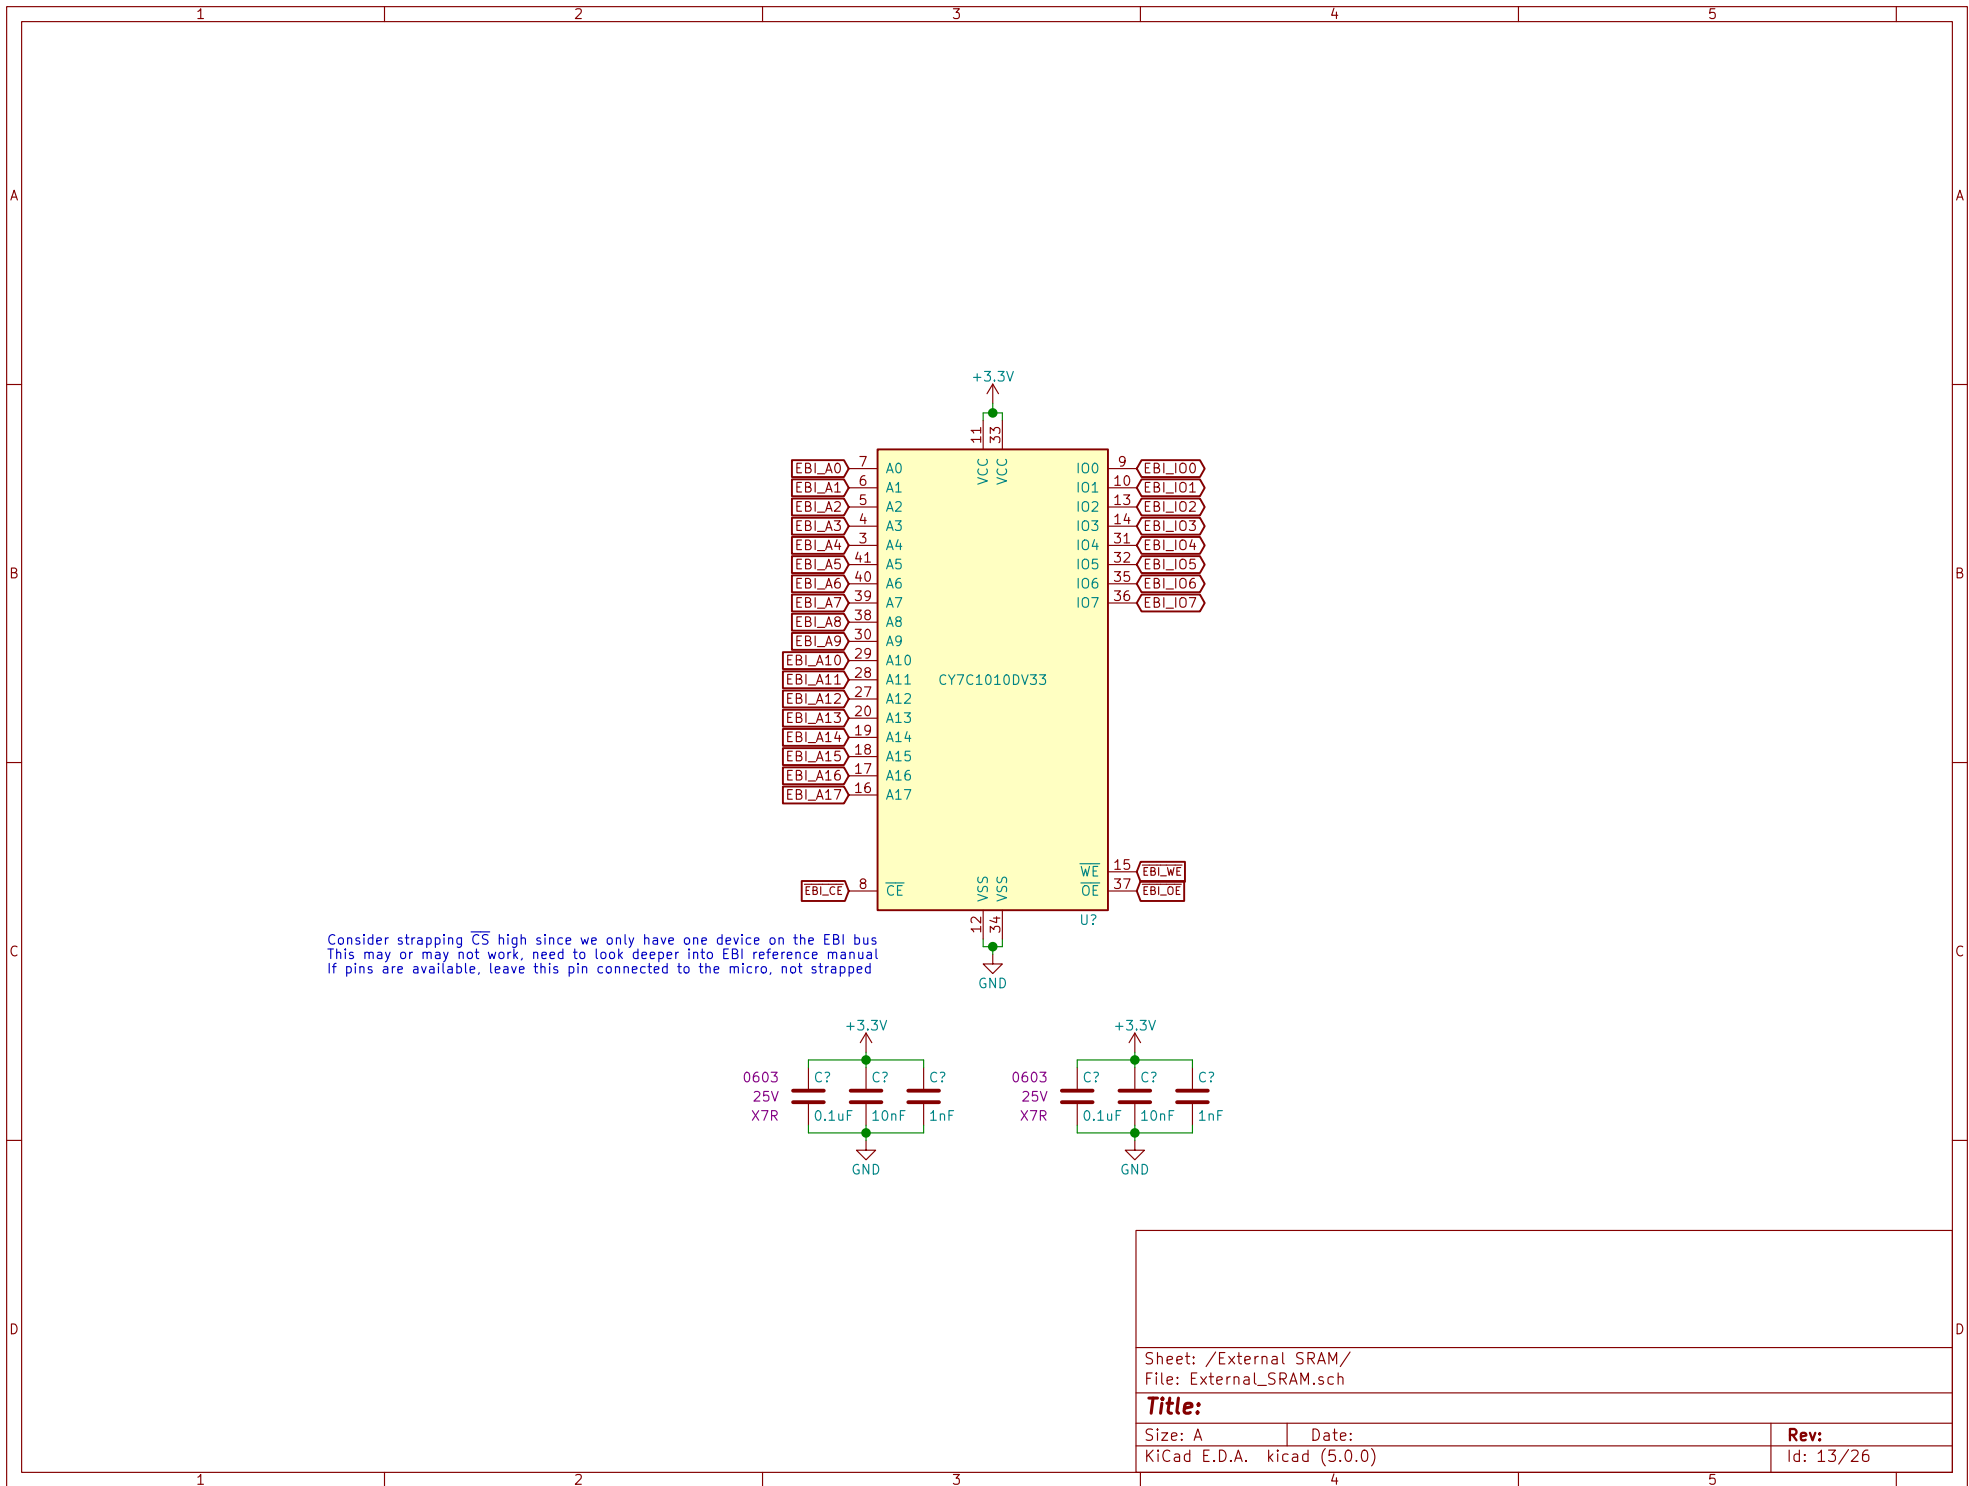 1 2 3 4 5
A A
B B
C C
D D
+3.3V
11 33
VCC VCC
EBI_A0 7 A0 IO0 9 EBI_IO0
EBI_A1 6 A1 IO1 10 EBI_IO1
EBI_A2 5 A2 IO2 13 EBI_IO2
EBI_A3 4 A3 IO3 14 EBI_IO3
EBI_A4 3 A4 IO4 31 EBI_IO4
EBI_A5 41 A5 IO5 32 EBI_IO5
EBI_A6 40 A6 IO6 35 EBI_IO6
EBI_A7 39 A7 IO7 36 EBI_IO7
EBI_A8 38 A8
EBI_A9 30 A9
EBI_A10 29 A10
EBI_A11 28 A11 CY7C1010DV33
EBI_A12 27 A12
EBI_A13 20 A13
EBI_A14 19 A14
EBI_A15 18 A15
EBI_A16 17 A16
EBI_A17 16 A17
WE 15 EBI_WE
EBI_CE 8 CE OE 37 EBI_OE
VSS VSS
12 34
U?
GND
Consider strapping CS high since we only have one device on the EBI bus
This may or may not work, need to look deeper into EBI reference manual
If pins are available, leave this pin connected to the micro, not strapped
+3.3V +3.3V
0603 C? C? C? 0603 C? C? C?
25V 25V
X7R 0.1uF 10nF 1nF X7R 0.1uF 10nF 1nF
GND GND
Sheet: /External SRAM/
File: External_SRAM.sch
Title:
Size: A Date: Rev:
KiCad E.D.A. kicad (5.0.0) Id: 13/26
1 2 3 4 5